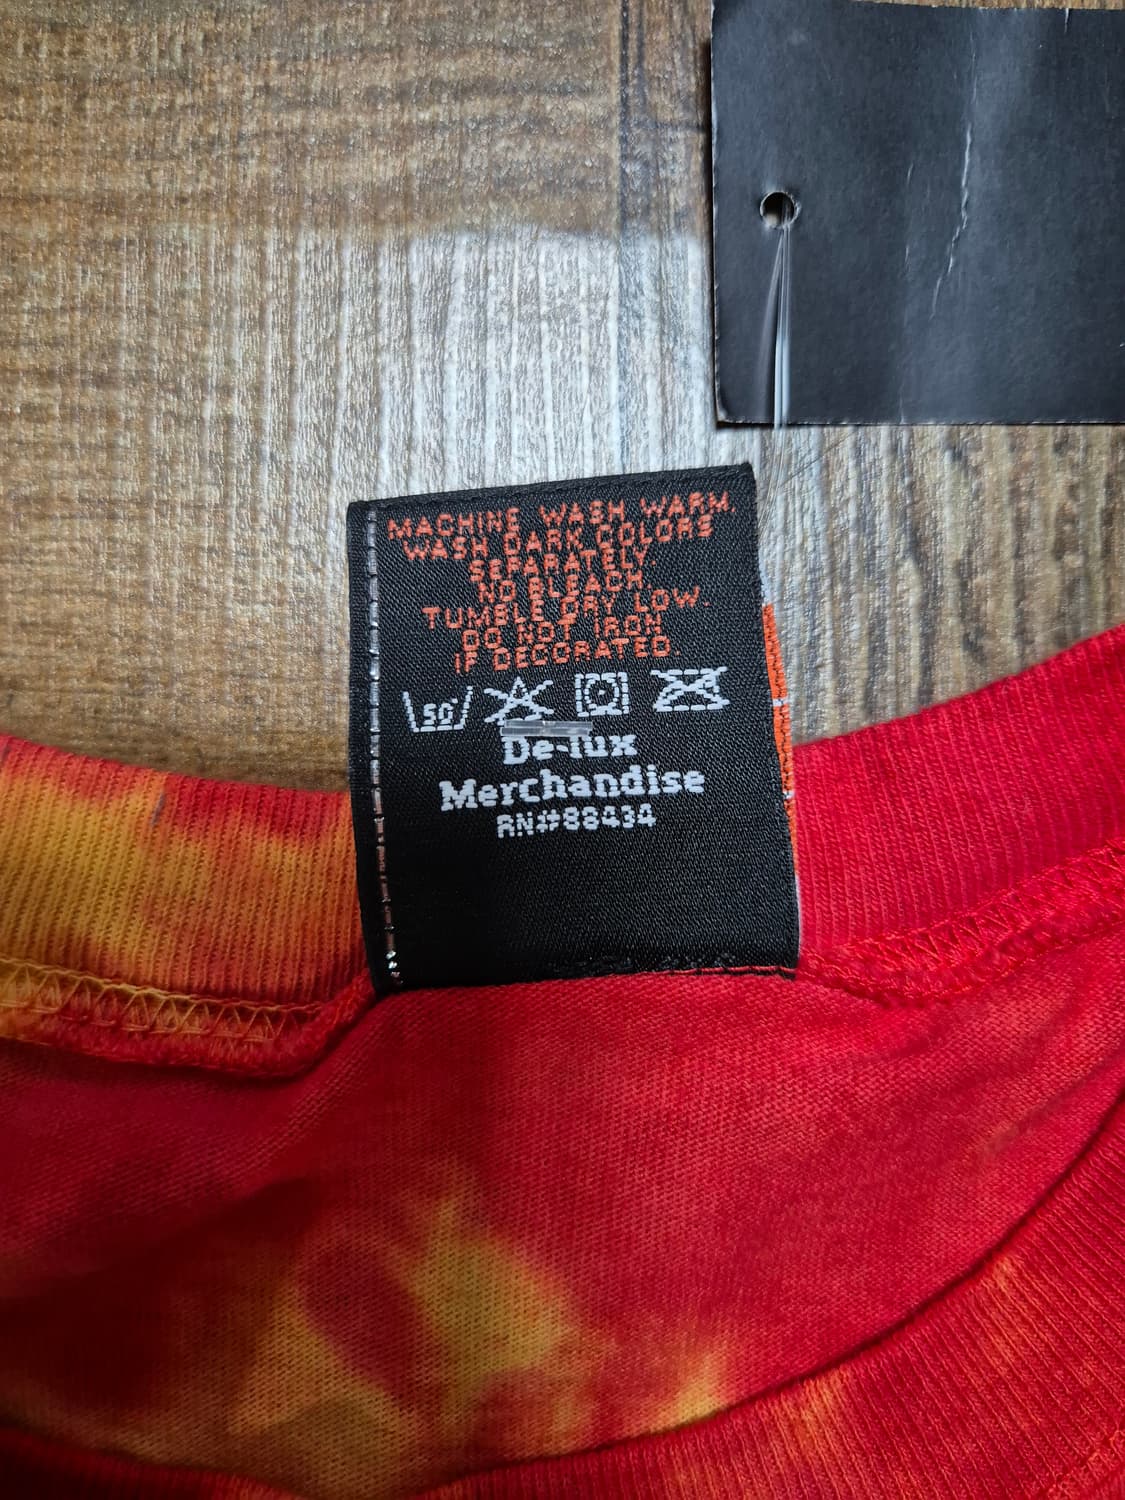 MACHINE WASH WARM.
WASH DARK COLORS
SEPARATELY.
NO BLEACH.
TUMBLE DRY LOW.
DO NOT IRON
IF DECORATED.
50°
De-lux
Merchandise
RN#88434